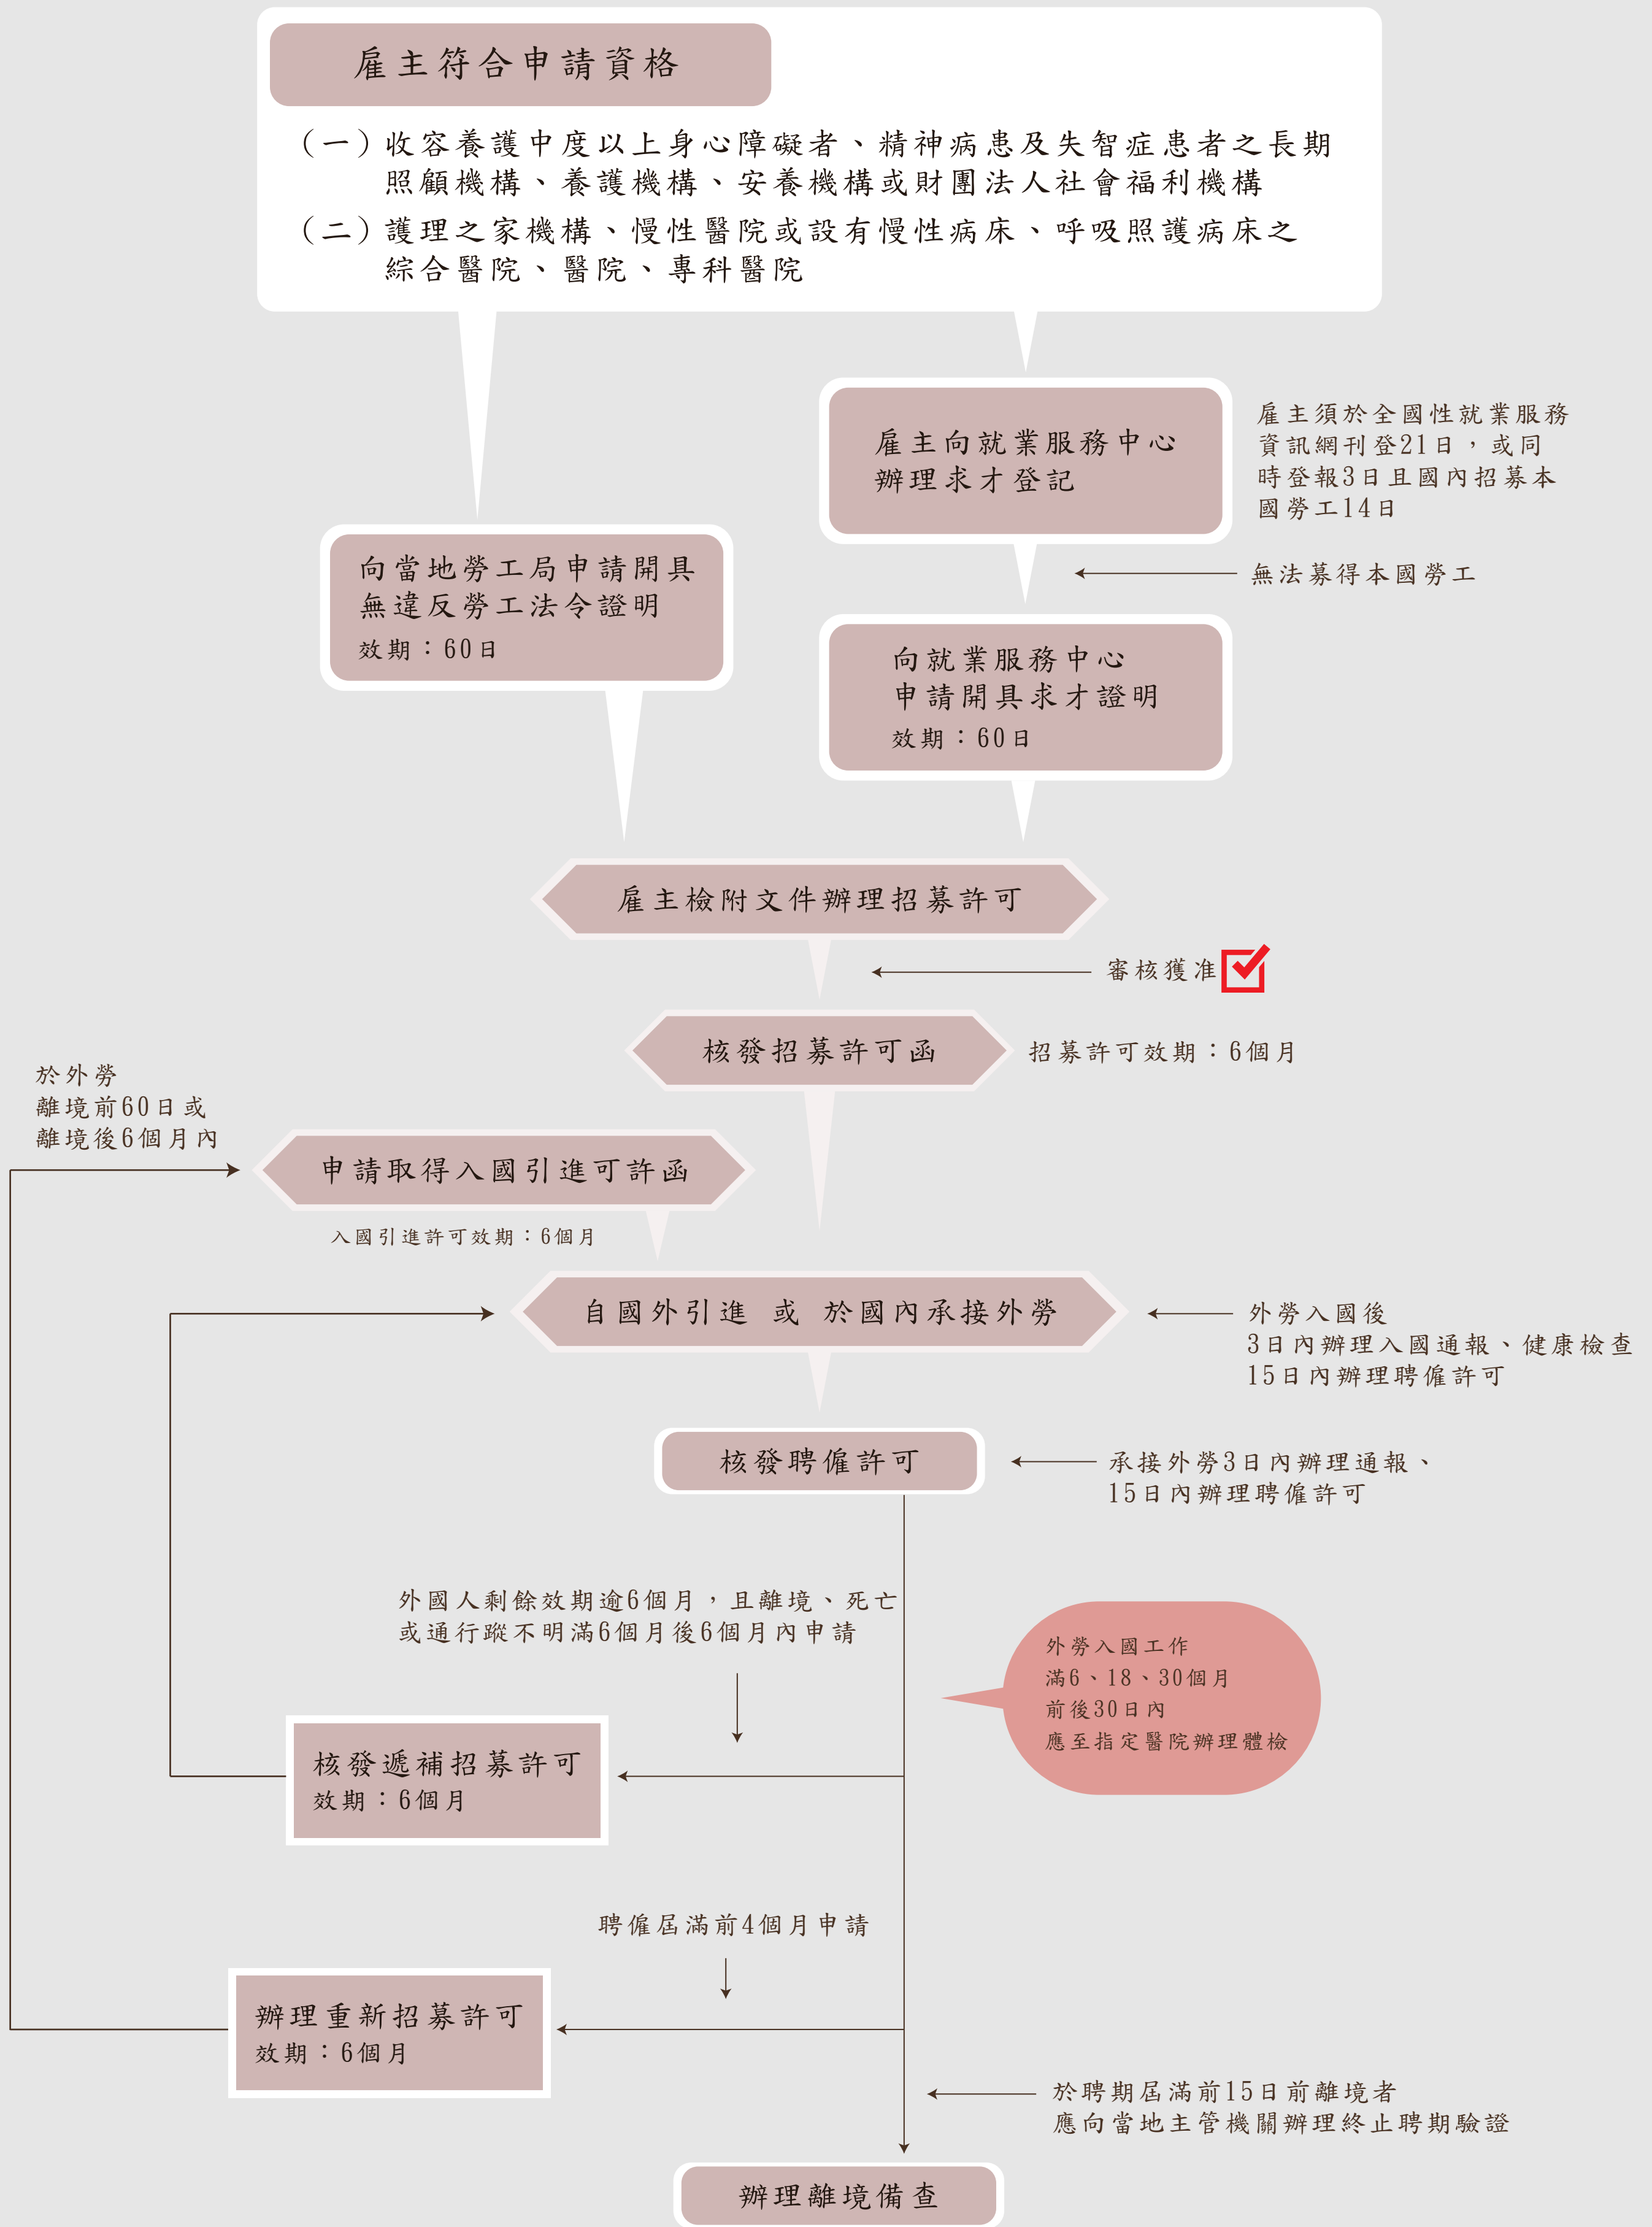 雇主符合申請資格
（一）收容養護中度以上身心障礙者、精神病患及失智症患者之長期
照顧機構、養護機構、安養機構或財團法人社會福利機構
（二）護理之家機構、慢性醫院或設有慢性病床、呼吸照護病床之
綜合醫院、醫院、專科醫院
雇主向就業服務中心
辦理求才登記
雇主須於全國性就業服務
資訊網刊登21日，或同
時登報3日且國內招募本
國勞工14日
向當地勞工局申請開具
無違反勞工法令證明
效期：60日
無法募得本國勞工
向就業服務中心
申請開具求才證明
效期：60日
雇主檢附文件辦理招募許可
審核獲准
核發招募許可函
招募許可效期：6個月
於外勞
離境前60日或
離境後6個月內
申請取得入國引進可許函
入國引進許可效期：6個月
自國外引進 或 於國內承接外勞
外勞入國後
3日內辦理入國通報、健康檢查
15日內辦理聘僱許可
核發聘僱許可
承接外勞3日內辦理通報、
15日內辦理聘僱許可
外國人剩餘效期逾6個月，且離境、死亡
或通行蹤不明滿6個月後6個月內申請
外勞入國工作
滿6、18、30個月
前後30日內
應至指定醫院辦理體檢
核發遞補招募許可
效期：6個月
聘僱屆滿前4個月申請
辦理重新招募許可
效期：6個月
於聘期屆滿前15日前離境者
應向當地主管機關辦理終止聘期驗證
辦理離境備查